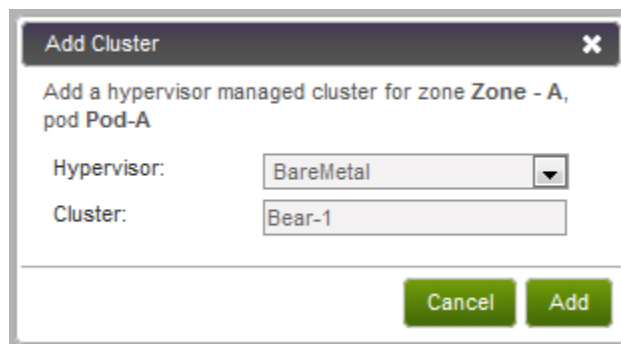 Add Cluster
Add a hypervisor managed cluster for zone Zone - A,
pod Pod-A
Hypervisor: BareMetal
Cluster: Bear-1
Cancel Add